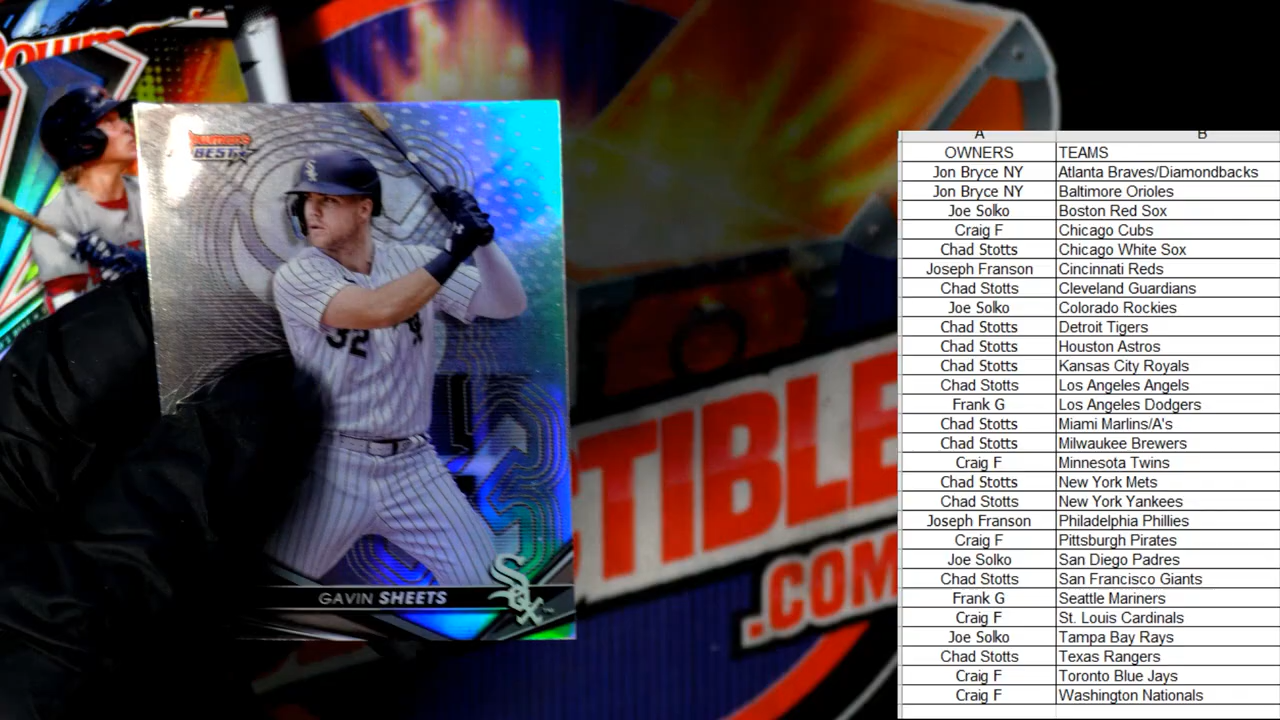 Bowman's
BOWMAN'S
BEST
Sox
32
GAVIN SHEETS
Sox
TIBLE
.COM
A B
OWNERS TEAMS
Jon Bryce NY Atlanta Braves/Diamondbacks
Jon Bryce NY Baltimore Orioles
Joe Solko Boston Red Sox
Craig F Chicago Cubs
Chad Stotts Chicago White Sox
Joseph Franson Cincinnati Reds
Chad Stotts Cleveland Guardians
Joe Solko Colorado Rockies
Chad Stotts Detroit Tigers
Chad Stotts Houston Astros
Chad Stotts Kansas City Royals
Chad Stotts Los Angeles Angels
Frank G Los Angeles Dodgers
Chad Stotts Miami Marlins/A's
Chad Stotts Milwaukee Brewers
Craig F Minnesota Twins
Chad Stotts New York Mets
Chad Stotts New York Yankees
Joseph Franson Philadelphia Phillies
Craig F Pittsburgh Pirates
Joe Solko San Diego Padres
Chad Stotts San Francisco Giants
Frank G Seattle Mariners
Craig F St. Louis Cardinals
Joe Solko Tampa Bay Rays
Chad Stotts Texas Rangers
Craig F Toronto Blue Jays
Craig F Washington Nationals